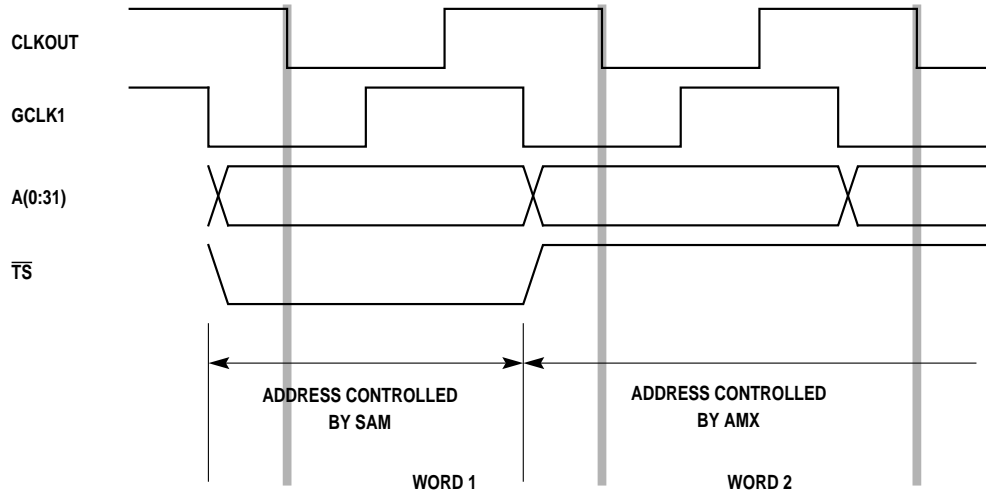 CLKOUT
GCLK1
A(0:31)
TS
ADDRESS CONTROLLED
BY SAM
ADDRESS CONTROLLED
BY AMX
WORD 1
WORD 2